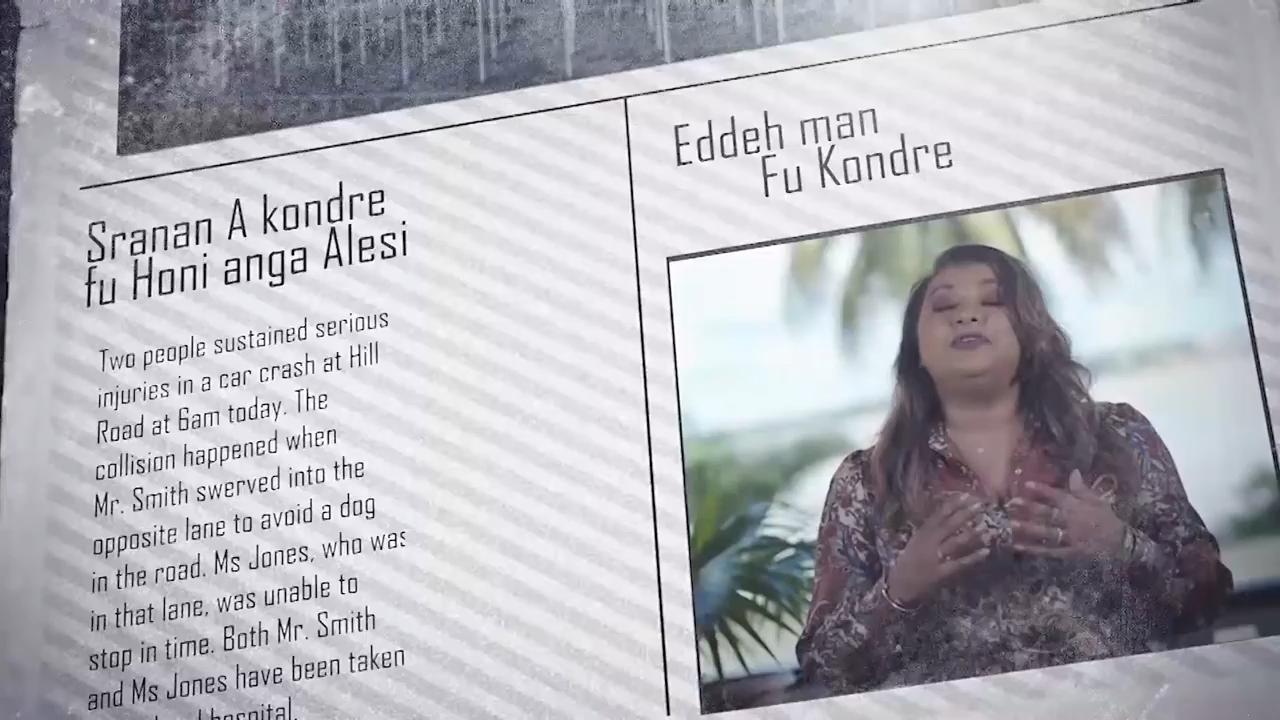 Sranan A kondre
fu Honi anga Alesi
Two people sustained serious
injuries in a car crash at Hill
Road at 6am today. The
collision happened when
Mr. Smith swerved into the
opposite lane to avoid a dog
in the road. Ms Jones, who was
in that lane, was unable to
stop in time. Both Mr. Smith
and Ms Jones have been taken
hospital.
Eddeh man
Fu Kondre